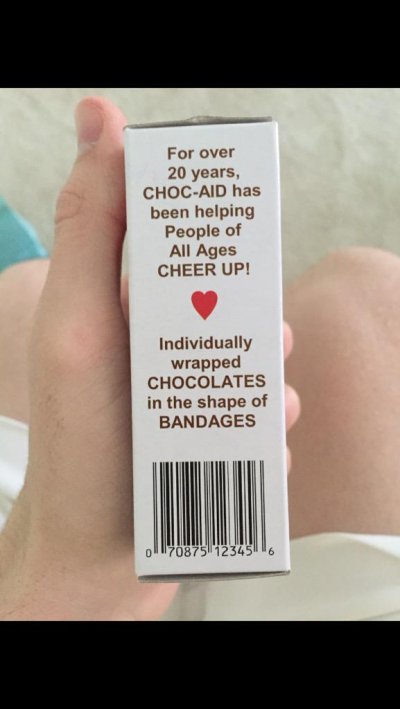 For over
20 years,
CHOC-AID has
been helping
People of
All Ages
CHEER UP!
Individually
wrapped
CHOCOLATES
in the shape of
BANDAGES
0 70875 12345 6